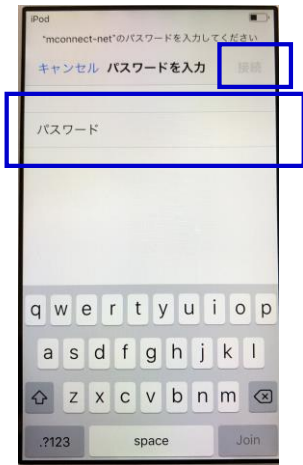 iPod
"mconnect-net"のパスワードを入力してください
キャンセル パスワードを入力 接続
パスワード
q w e r t y u i o p
a s d f g h j k l
z x c v b n m
.?123 space Join